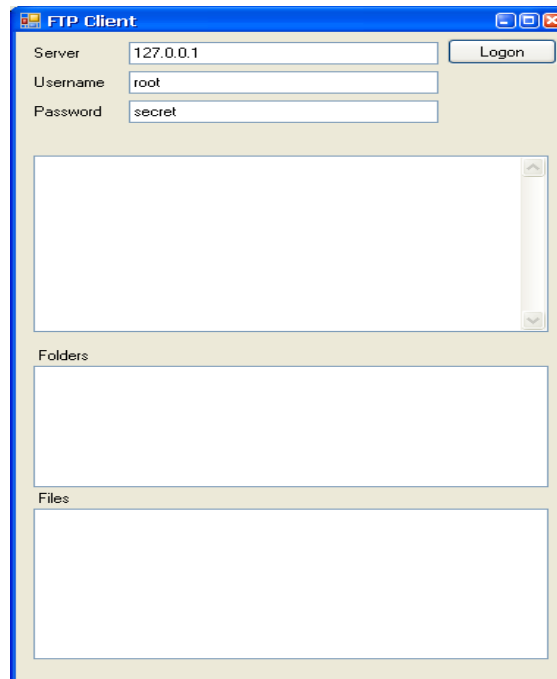 FTP Client
Server 127.0.0.1 Logon
Username root
Password secret
Folders
Files